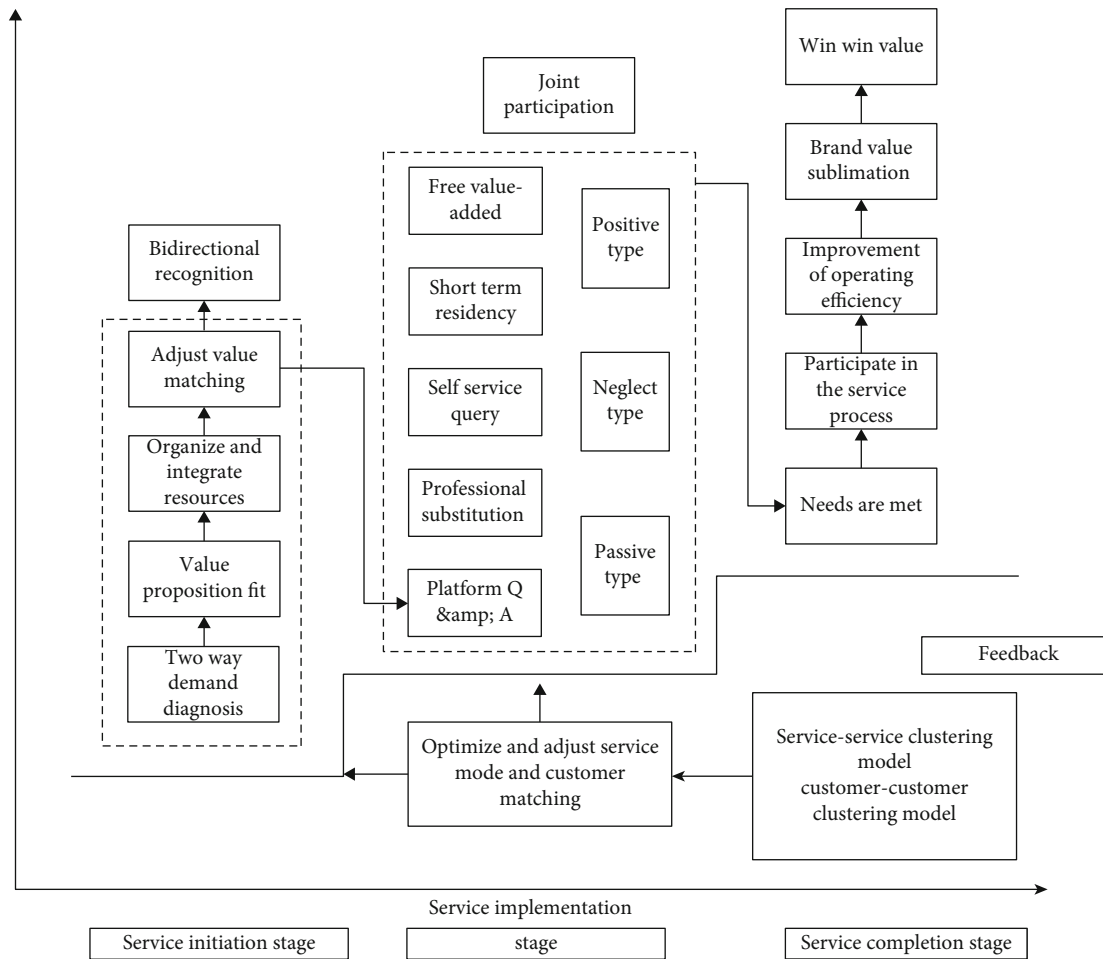 Win win value
Joint
participation
Brand value
sublimation
Free value-
added
Positive
type
Bidirectional
recognition
Improvement
of operating
efficiency
Short term
residency
Adjust value
matching
Self service
query
Neglect
type
Participate in
the service
process
Organize and
integrate
resources
Professional
substitution
Needs are met
Value
proposition fit
Passive
type
Platform Q
&amp; A
Two way
demand
diagnosis
Feedback
Optimize and adjust service
mode and customer
matching
Service-service clustering
model
customer-customer
clustering model
Service implementation
stage
Service initiation stage
Service completion stage